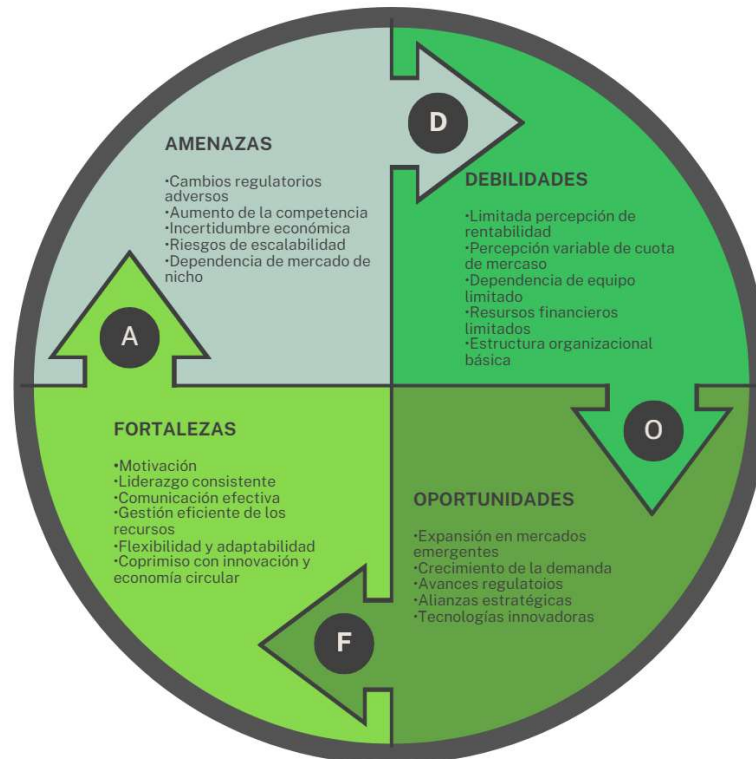 AMENAZAS
•Cambios regulatorios
adversos
•Aumento de la competencia
•Incertidumbre económica
•Riesgos de escalabilidad
•Dependencia de mercado de
nicho
D
DEBILIDADES
•Limitada percepción de
rentabilidad
•Percepción variable de cuota
de mercaso
•Dependencia de equipo
limitado
•Resursos financieros
limitados
•Estructura organizacional
básica
A
FORTALEZAS
•Motivación
•Liderazgo consistente
•Comunicación efectiva
•Gestión eficiente de los
recursos
•Flexibilidad y adaptabilidad
•Coprimiso con innovación y
economía circular
O
OPORTUNIDADES
•Expansión en mercados
emergentes
•Crecimiento de la demanda
•Avances regulatoios
•Alianzas estratégicas
•Tecnologías innovadoras
F